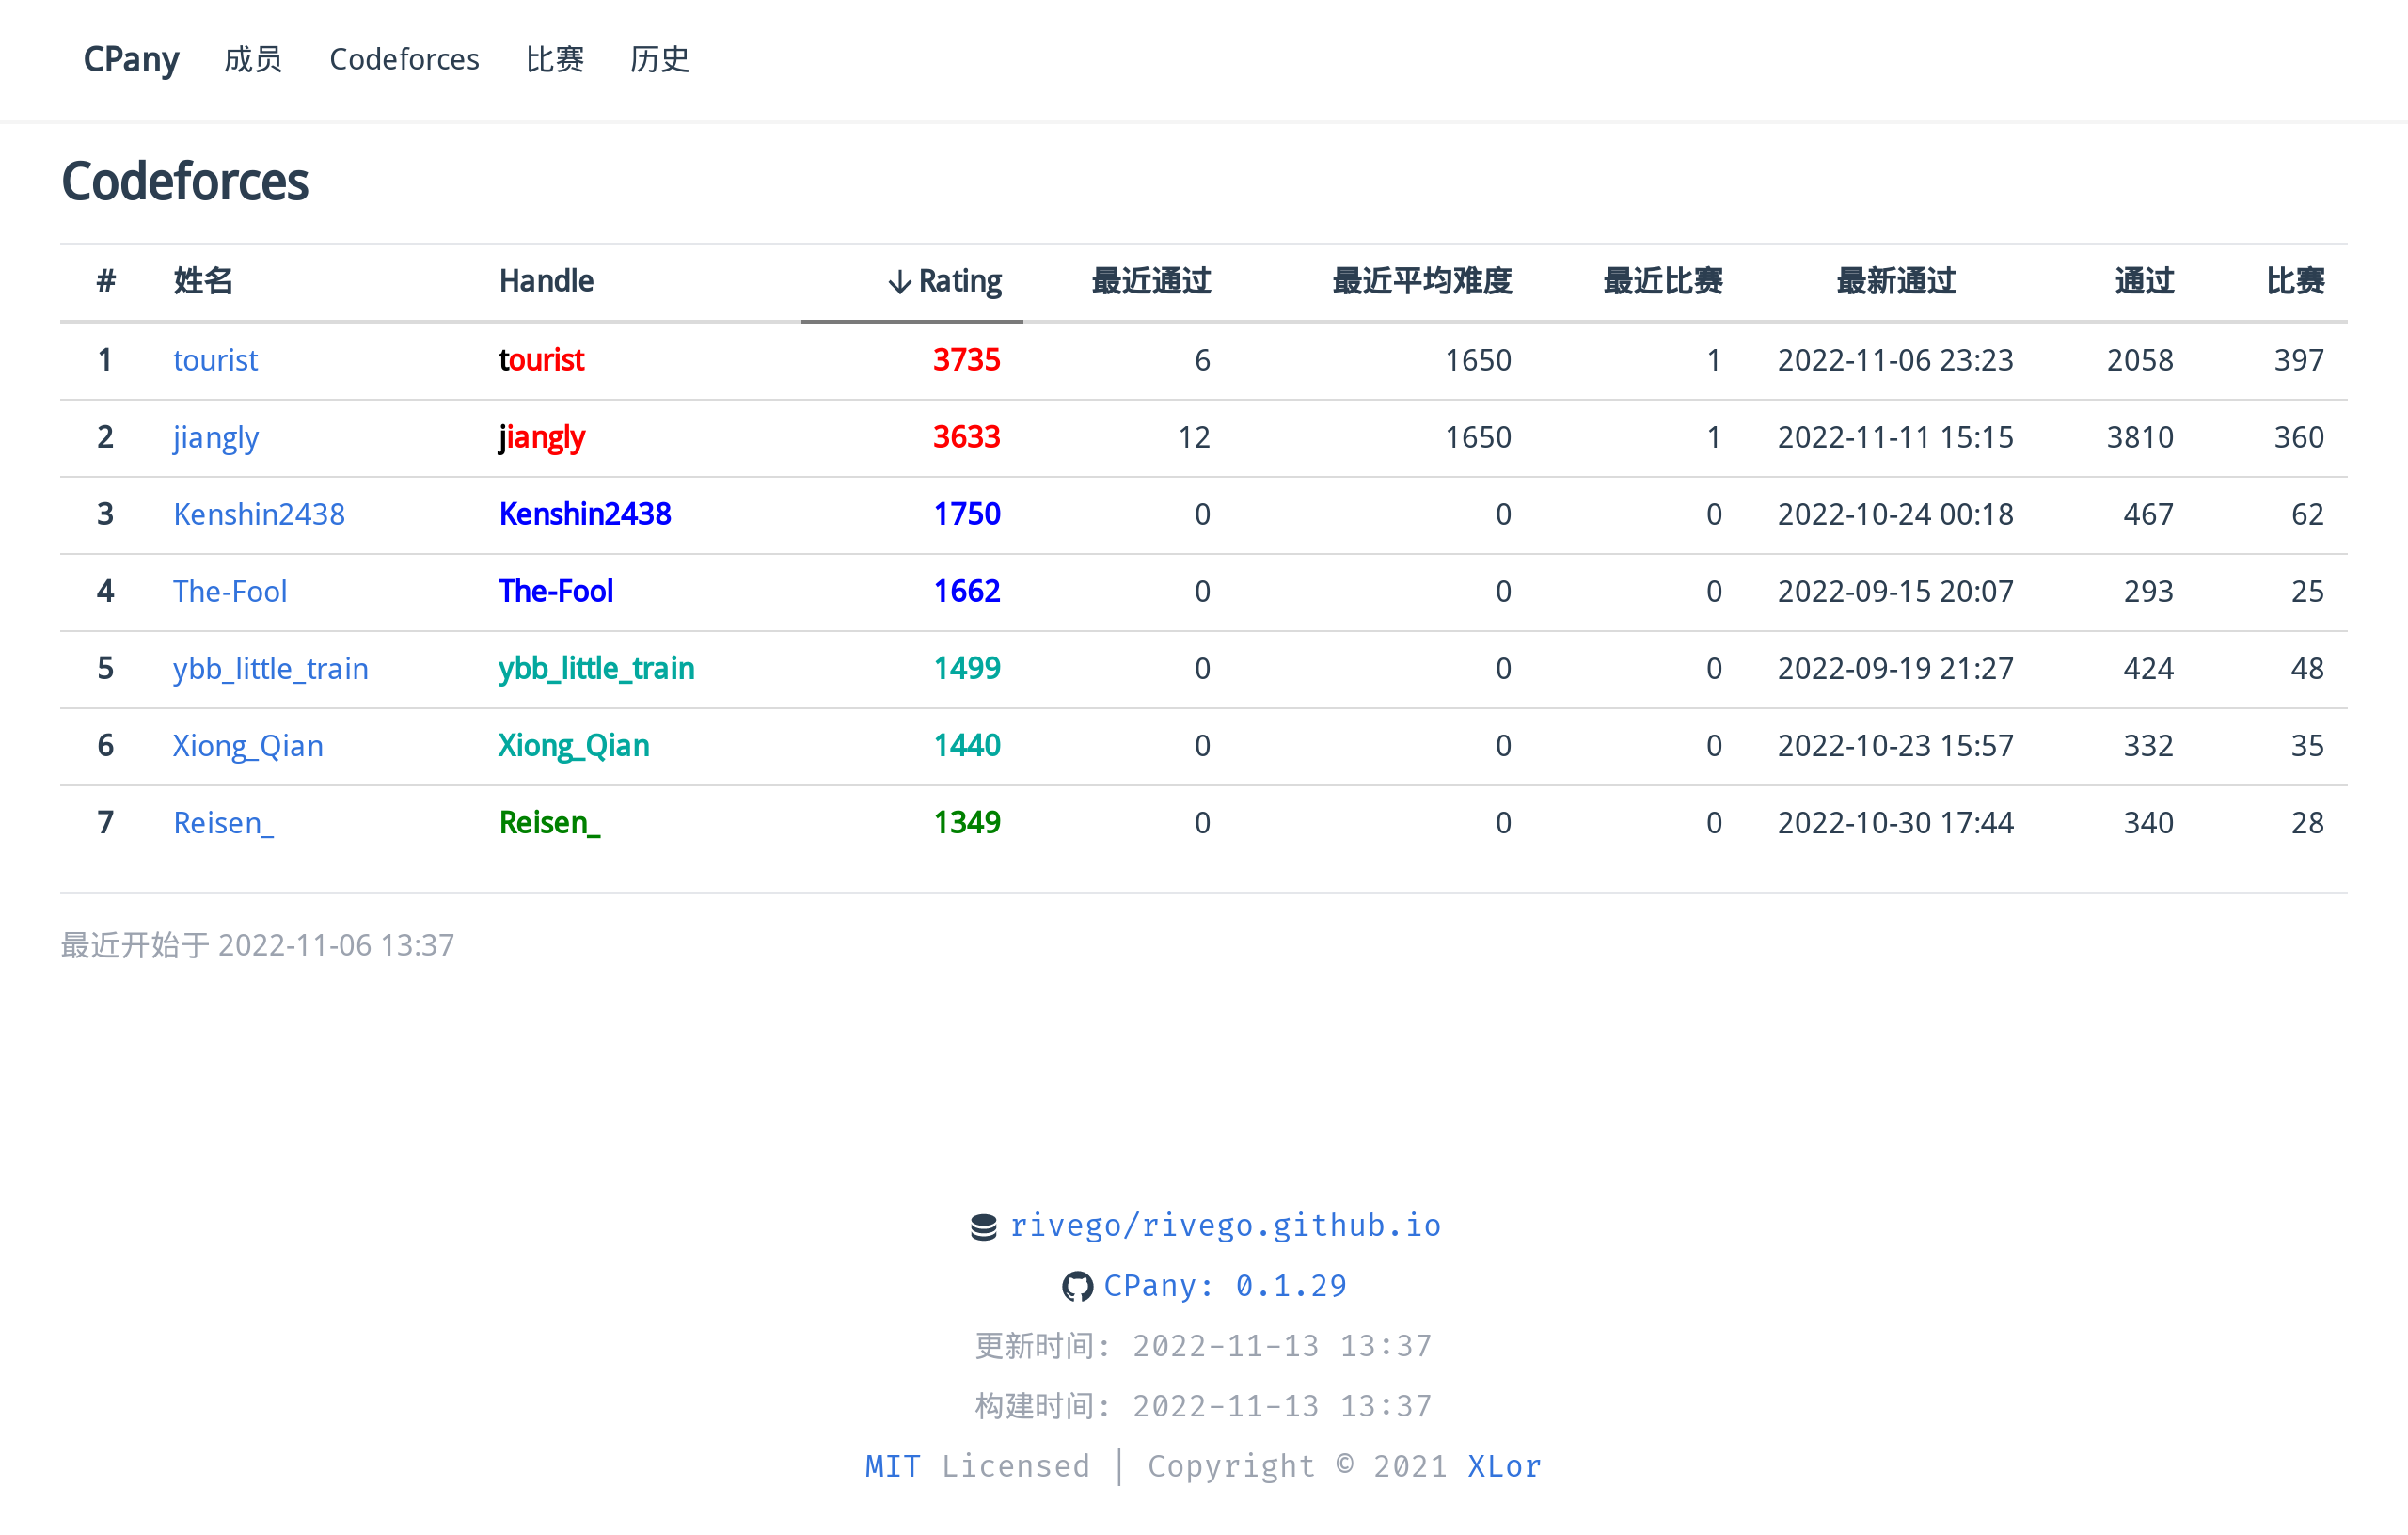 CPany 成员 Codeforces 比赛 历史
Codeforces
# 姓名 Handle ↓ Rating 最近通过 最近平均难度 最近比赛 最新通过 通过 比赛
1 tourist tourist 3735 6 1650 1 2022-11-06 23:23 2058 397
2 jiangly jiangly 3633 12 1650 1 2022-11-11 15:15 3810 360
3 Kenshin2438 Kenshin2438 1750 0 0 0 2022-10-24 00:18 467 62
4 The-Fool The-Fool 1662 0 0 0 2022-09-15 20:07 293 25
5 ybb_little_train ybb_little_train 1499 0 0 0 2022-09-19 21:27 424 48
6 Xiong_Qian Xiong_Qian 1440 0 0 0 2022-10-23 15:57 332 35
7 Reisen_ Reisen_ 1349 0 0 0 2022-10-30 17:44 340 28
最近开始于 2022-11-06 13:37
rivego/rivego.github.io
CPany: 0.1.29
更新时间: 2022-11-13 13:37
构建时间: 2022-11-13 13:37
MIT Licensed | Copyright © 2021 XLor